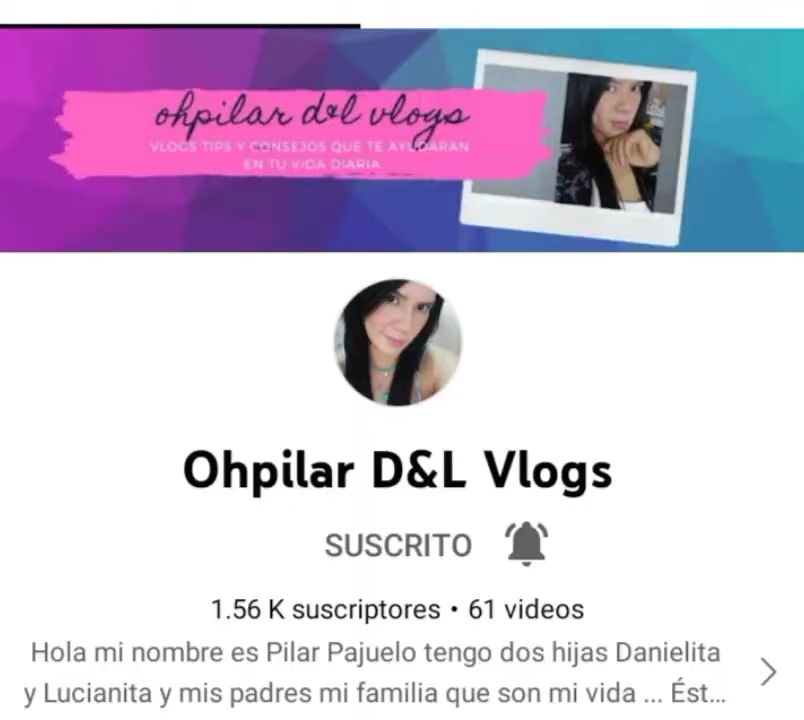 ohpilar d&l vlogs
VLOGS TIPS Y CONSEJOS QUE TE AYUDARAN
EN TU VIDA DIARIA
Ohpilar D&L Vlogs
SUSCRITO
1.56 K suscriptores • 61 videos
Hola mi nombre es Pilar Pajuelo tengo dos hijas Danielita
y Lucianita y mis padres mi familia que son mi vida ... Ést...